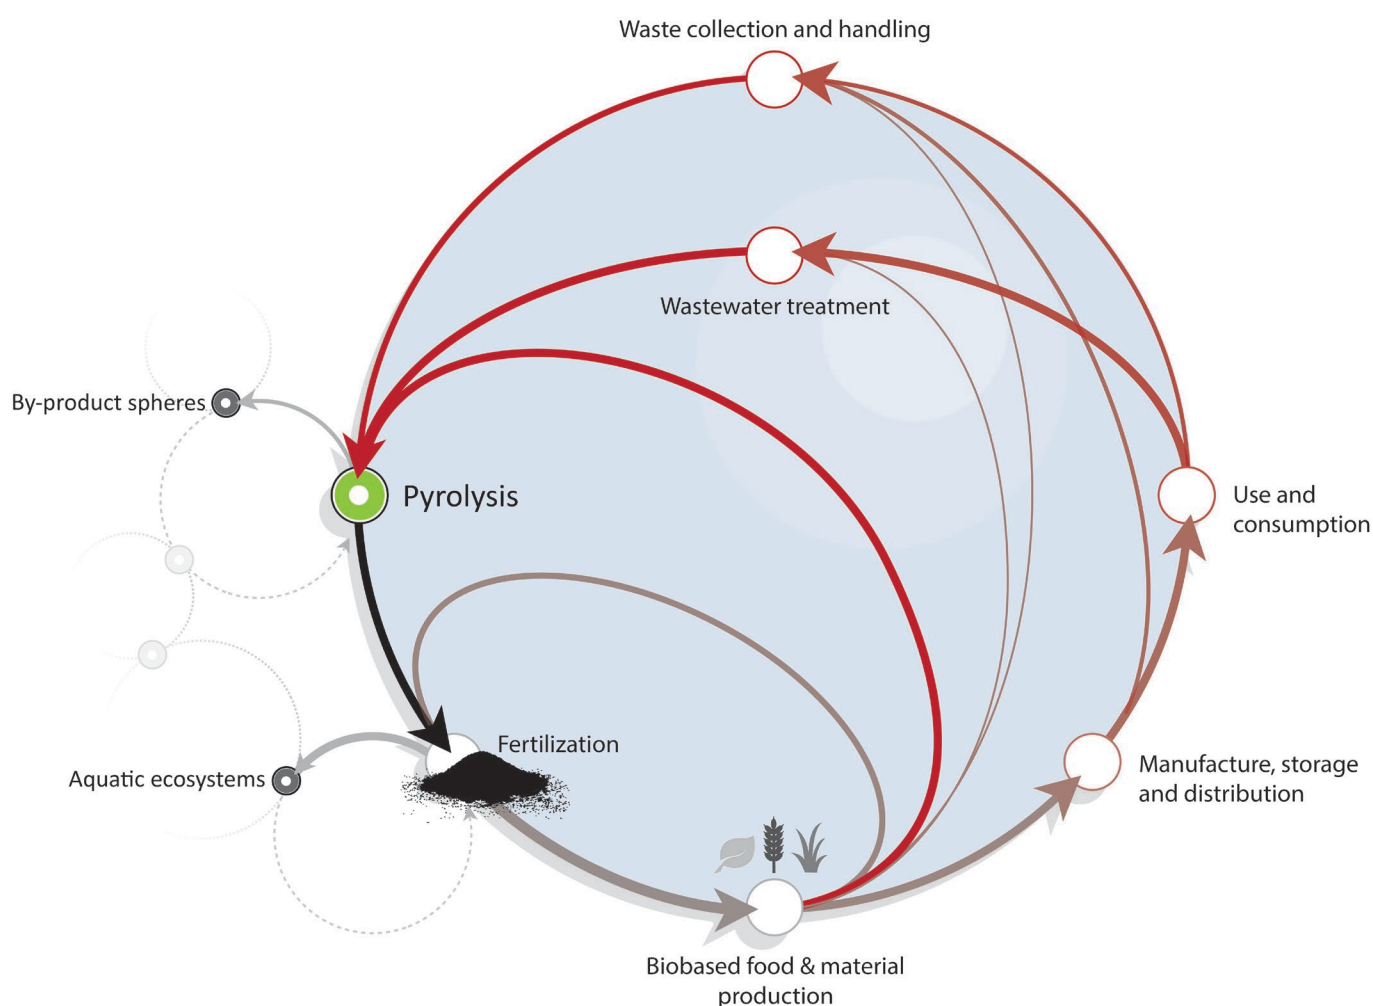 Waste collection and handling
Wastewater treatment
By-product spheres
Pyrolysis
Use and
consumption
Fertilization
Aquatic ecosystems
Manufacture, storage
and distribution
Biobased food & material
production